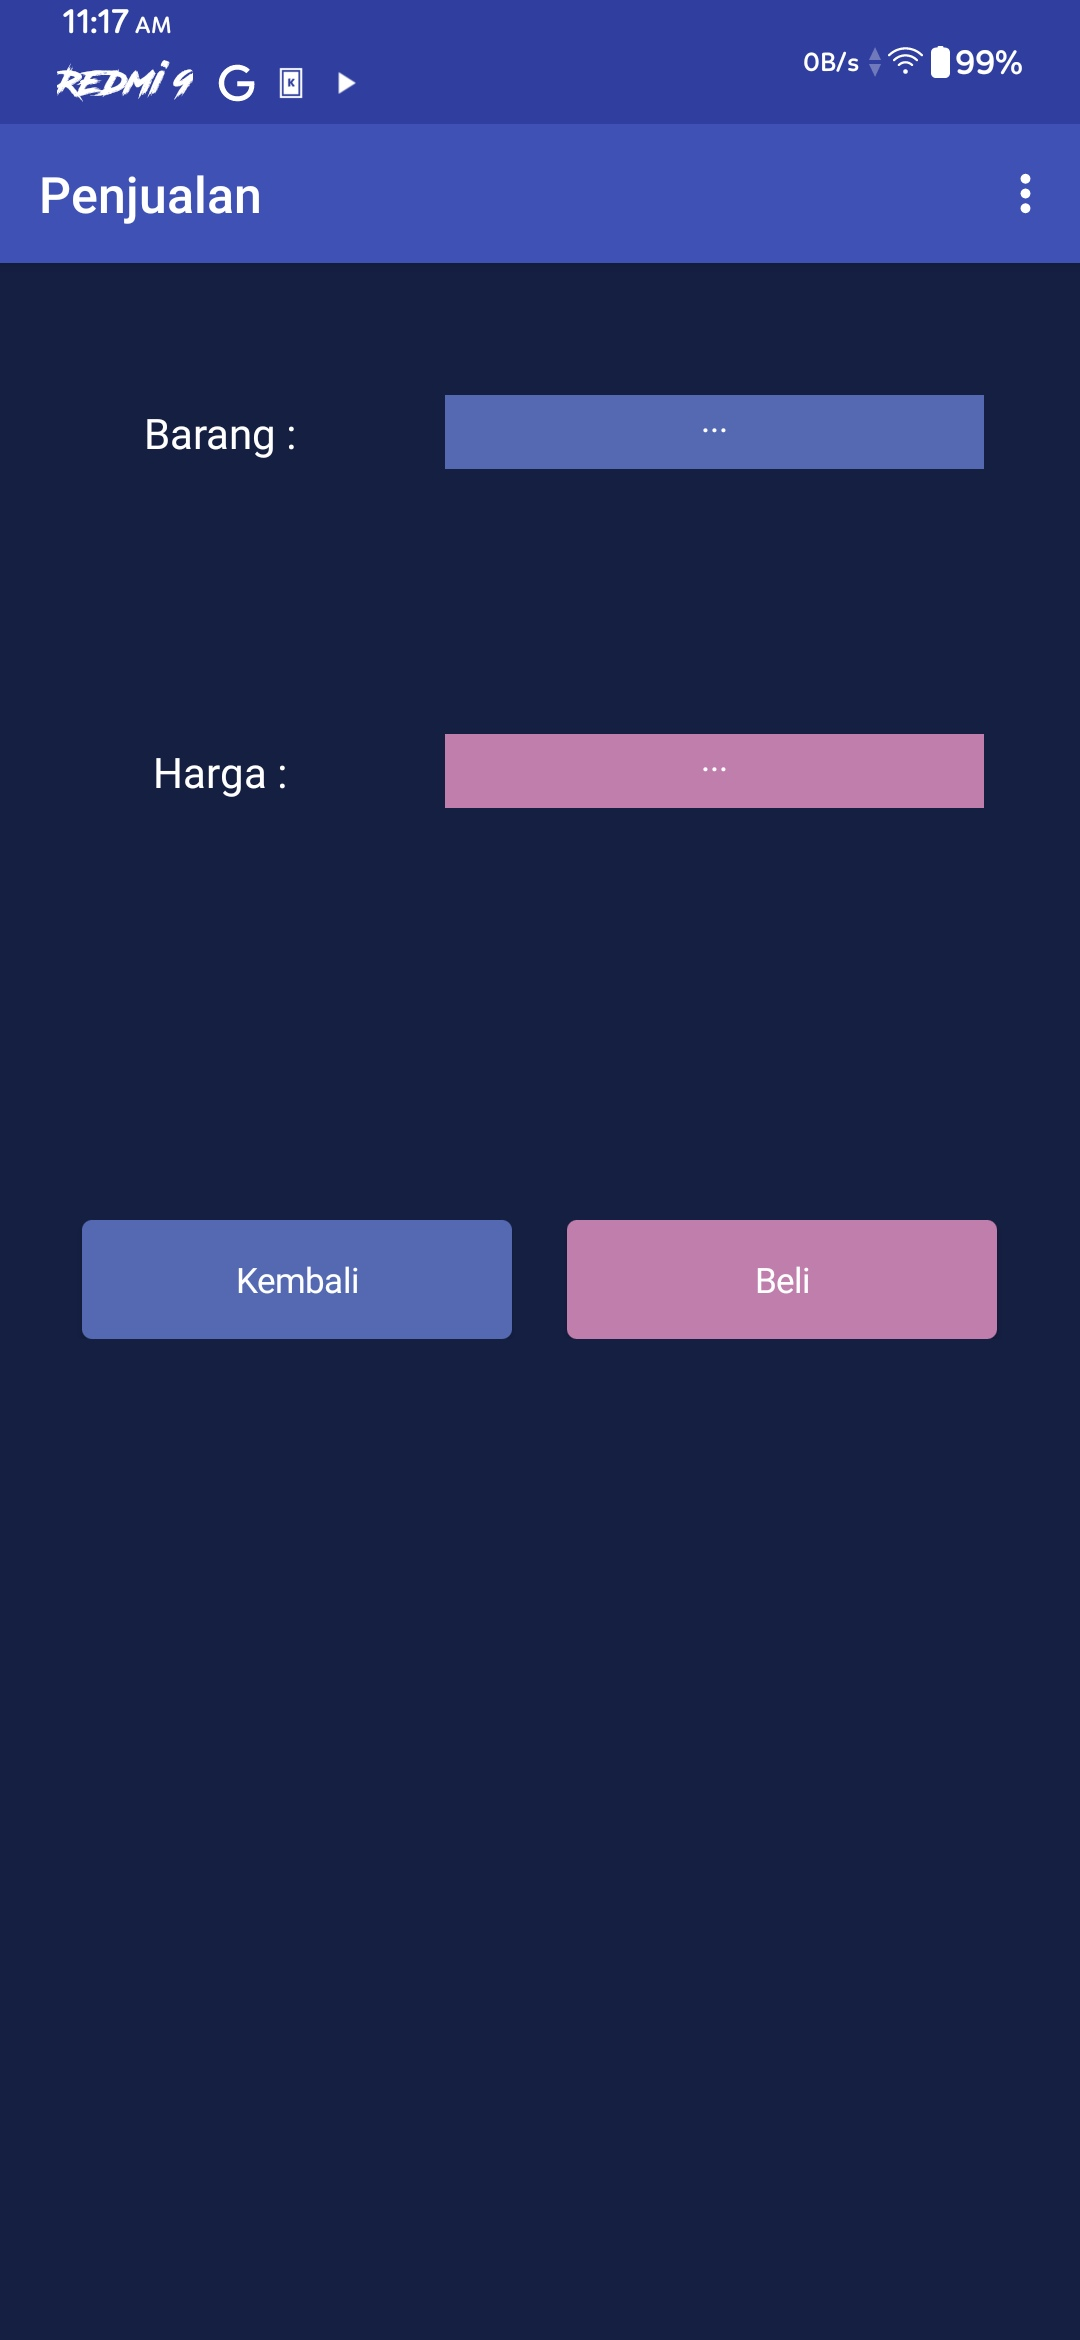 11:17 AM
REDMi 9
0B/s
99%
Penjualan
Barang :
...
Harga :
...
Kembali
Beli